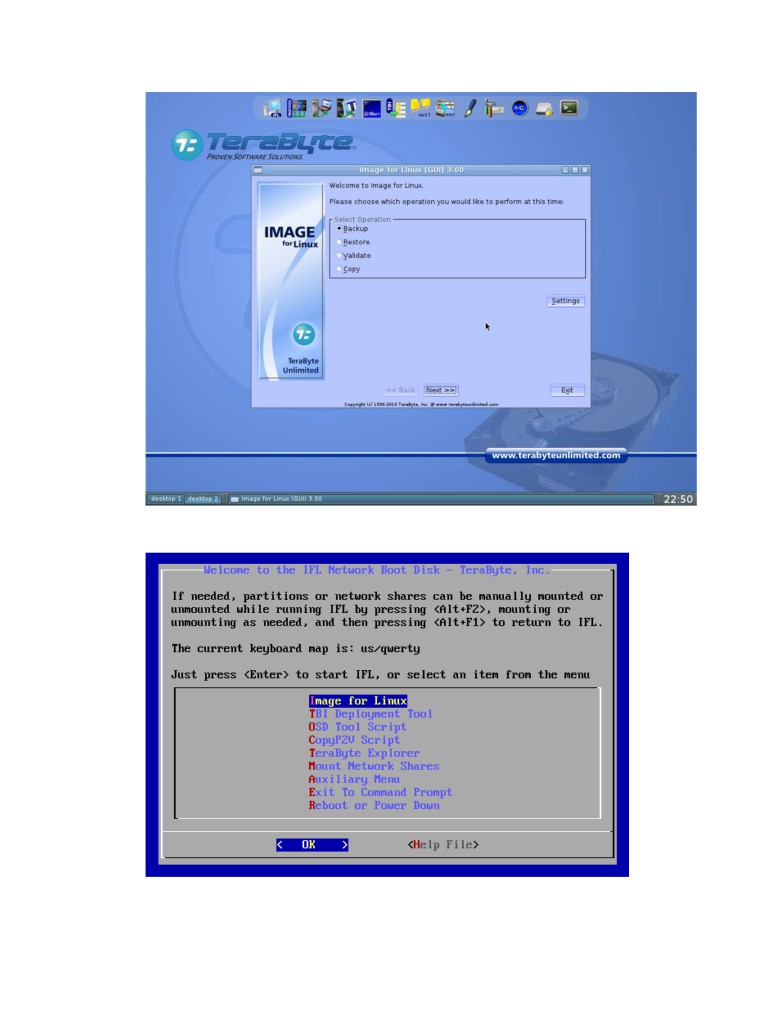 TeraByte
PROVEN SOFTWARE SOLUTIONS.
Image for Linux (GUI) 3.00
Welcome to Image for Linux.
Please choose which operation you would like to perform at this time:
Select Operation
Backup
Restore
Validate
Copy
IMAGE
for Linux
Settings
TeraByte
Unlimited
<< Back
Next >>
Exit
Copyright (c) 1996-2016 TeraByte, Inc. @ www.terabyteunlimited.com
www.terabyteunlimited.com
desktop 1 desktop 2 Image for Linux (GUI) 3.00 22:50
Welcome to the IFL Network Boot Disk - TeraByte, Inc.
If needed, partitions or network shares can be manually mounted or
unmounted while running IFL by pressing <Alt+F2>, mounting or
unmounting as needed, and then pressing <Alt+F1> to return to IFL.
The current keyboard map is: us/qwerty
Just press <Enter> to start IFL, or select an item from the menu
Image for Linux
TBI Deployment Tool
OSD Tool Script
CopyP2V Script
TeraByte Explorer
Mount Network Shares
Auxiliary Menu
Exit To Command Prompt
Reboot or Power Down
< OK > <Help File>